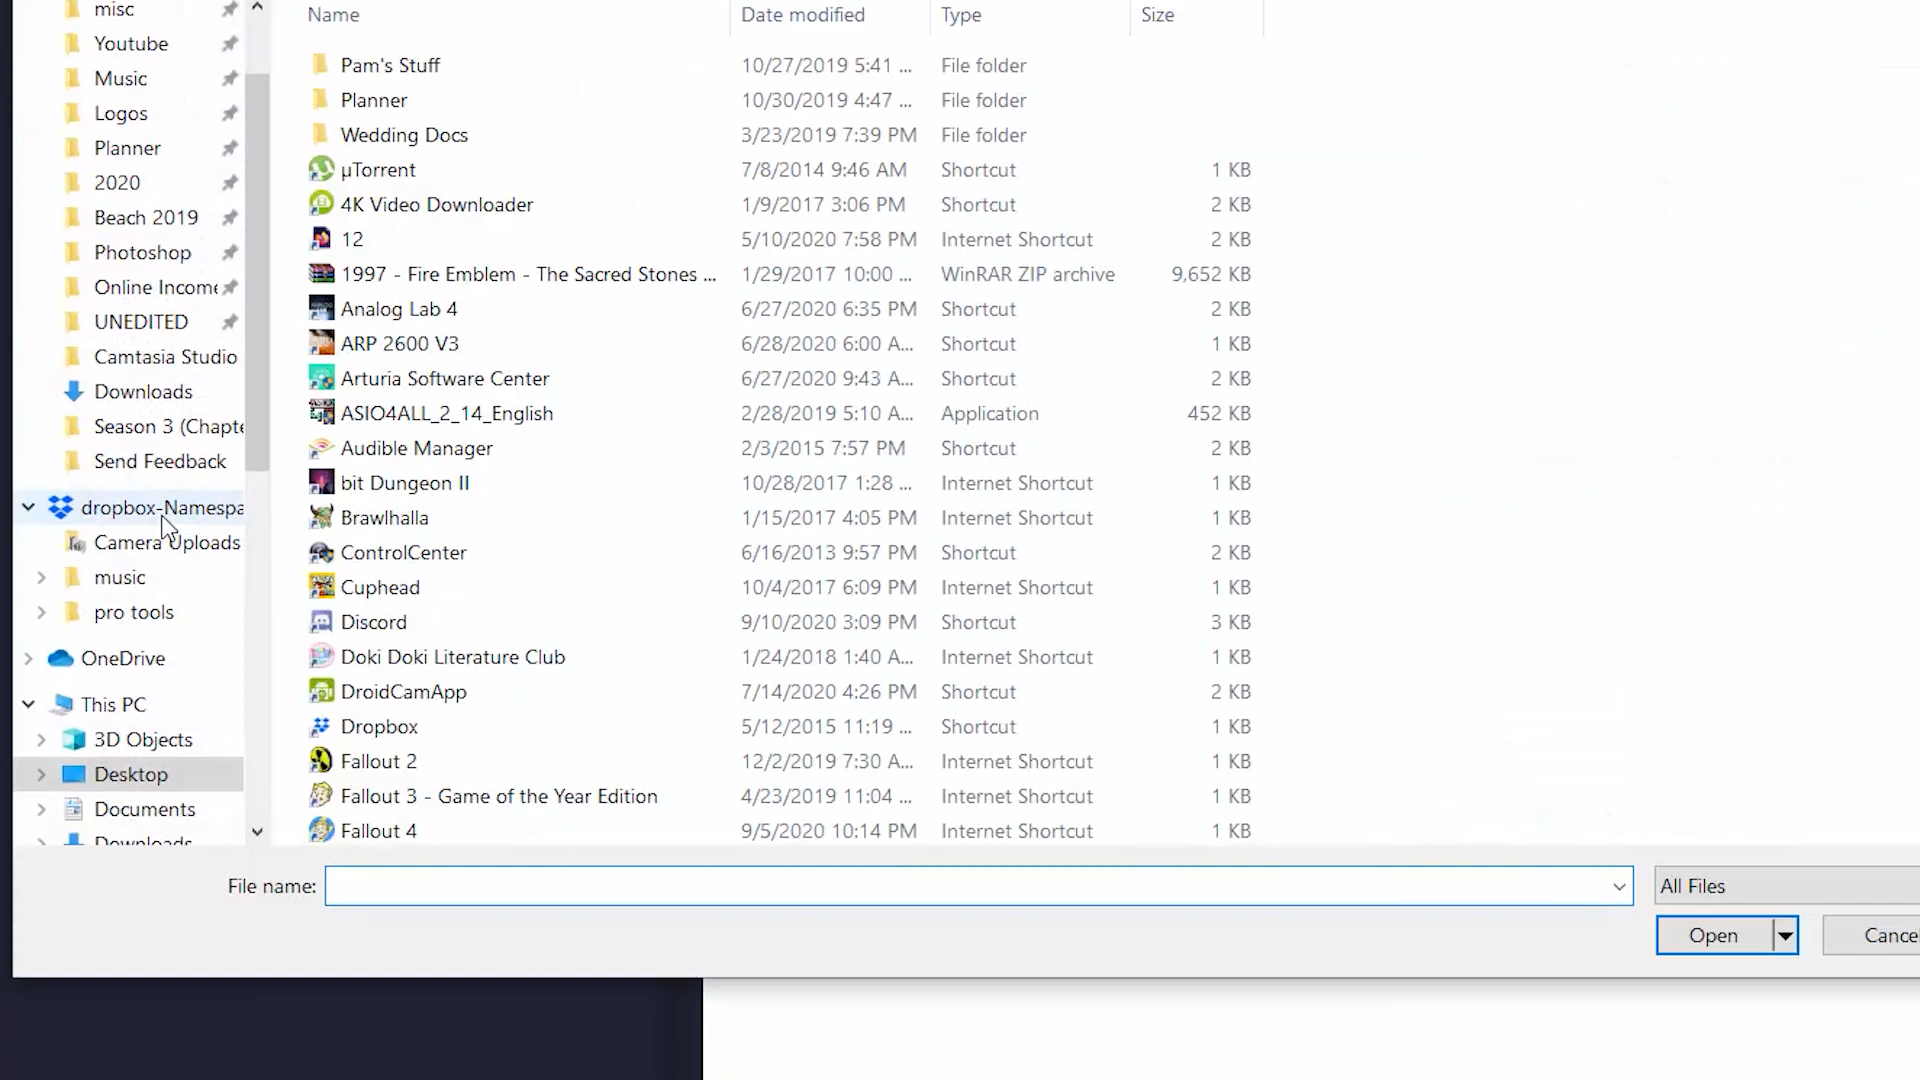 misc
Youtube
Music
Logos
Planner
2020
Beach 2019
Photoshop
Online Income
UNEDITED
Camtasia Studio
Downloads
Season 3 (Chapte
Send Feedback
dropbox-Namespa
Camera Uploads
music
pro tools
OneDrive
This PC
3D Objects
Desktop
Documents
Downloads
Name Date modified Type Size
Pam's Stuff 10/27/2019 5:41 ... File folder
Planner 10/30/2019 4:47 ... File folder
Wedding Docs 3/23/2019 7:39 PM File folder
µTorrent 7/8/2014 9:46 AM Shortcut 1 KB
4K Video Downloader 1/9/2017 3:06 PM Shortcut 2 KB
12 5/10/2020 7:58 PM Internet Shortcut 2 KB
1997 - Fire Emblem - The Sacred Stones ... 1/29/2017 10:00 ... WinRAR ZIP archive 9,652 KB
Analog Lab 4 6/27/2020 6:35 PM Shortcut 2 KB
ARP 2600 V3 6/28/2020 6:00 A... Shortcut 1 KB
Arturia Software Center 6/27/2020 9:43 A... Shortcut 2 KB
ASIO4ALL_2_14_English 2/28/2019 5:10 A... Application 452 KB
Audible Manager 2/3/2015 7:57 PM Shortcut 2 KB
bit Dungeon II 10/28/2017 1:28 ... Internet Shortcut 1 KB
Brawlhalla 1/15/2017 4:05 PM Internet Shortcut 1 KB
ControlCenter 6/16/2013 9:57 PM Shortcut 2 KB
Cuphead 10/4/2017 6:09 PM Internet Shortcut 1 KB
Discord 9/10/2020 3:09 PM Shortcut 3 KB
Doki Doki Literature Club 1/24/2018 1:40 A... Internet Shortcut 1 KB
DroidCamApp 7/14/2020 4:26 PM Shortcut 2 KB
Dropbox 5/12/2015 11:19 ... Shortcut 1 KB
Fallout 2 12/2/2019 7:30 A... Internet Shortcut 1 KB
Fallout 3 - Game of the Year Edition 4/23/2019 11:04 ... Internet Shortcut 1 KB
Fallout 4 9/5/2020 10:14 PM Internet Shortcut 1 KB
File name: All Files
Open Cancel